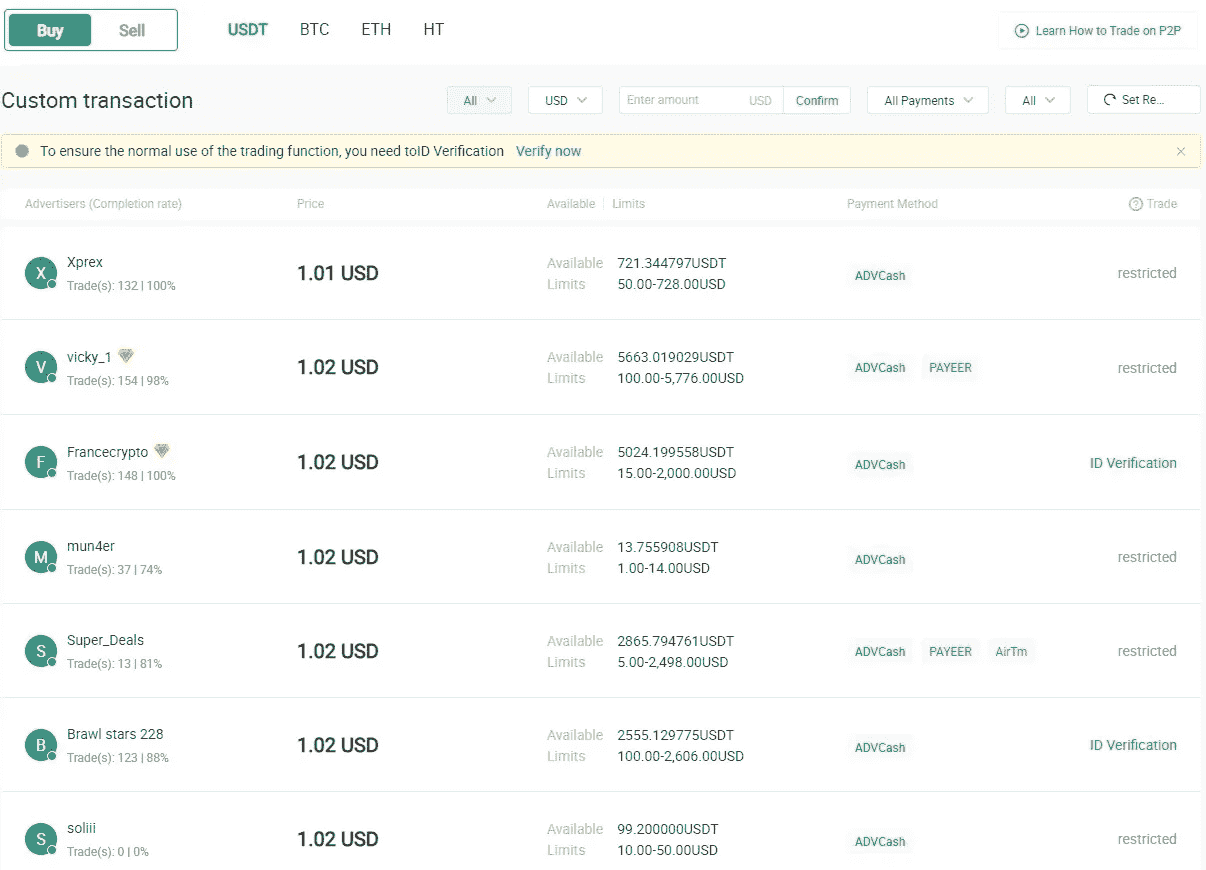 Buy Sell USDT BTC ETH HT Learn How to Trade on P2P
Custom transaction All USD Enter amount USD Confirm All Payments All Set Re...
To ensure the normal use of the trading function, you need toID Verification Verify now
Advertisers (Completion rate) Price Available | Limits Payment Method ? Trade
X Xprex
Trade(s): 132 | 100%
1.01 USD
Available 721.344797USDT
Limits 50.00-728.00USD
ADVCash
restricted
V vicky_1
Trade(s): 154 | 98%
1.02 USD
Available 5663.019029USDT
Limits 100.00-5,776.00USD
ADVCash PAYEER
restricted
F Francecrypto
Trade(s): 148 | 100%
1.02 USD
Available 5024.199558USDT
Limits 15.00-2,000.00USD
ADVCash
ID Verification
M mun4er
Trade(s): 37 | 74%
1.02 USD
Available 13.755908USDT
Limits 1.00-14.00USD
ADVCash
restricted
S Super_Deals
Trade(s): 13 | 81%
1.02 USD
Available 2865.794761USDT
Limits 5.00-2,498.00USD
ADVCash PAYEER AirTm
restricted
B Brawl stars 228
Trade(s): 123 | 88%
1.02 USD
Available 2555.129775USDT
Limits 100.00-2,606.00USD
ADVCash
ID Verification
S soliii
Trade(s): 0 | 0%
1.02 USD
Available 99.200000USDT
Limits 10.00-50.00USD
ADVCash
restricted